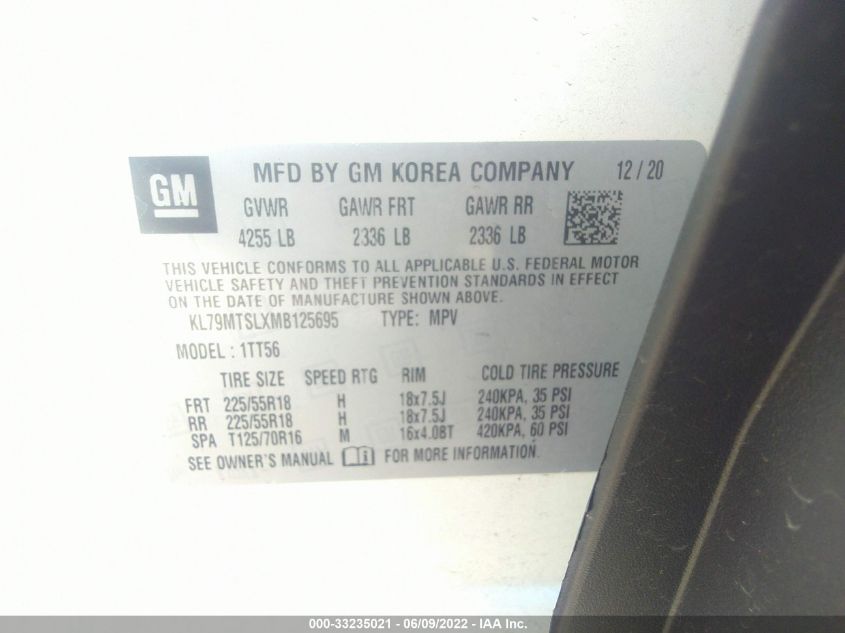 GM
MFD BY GM KOREA COMPANY 12/20
GVWR GAWR FRT GAWR RR
4255 LB 2336 LB 2336 LB
THIS VEHICLE CONFORMS TO ALL APPLICABLE U.S. FEDERAL MOTOR
VEHICLE SAFETY AND THEFT PREVENTION STANDARDS IN EFFECT
ON THE DATE OF MANUFACTURE SHOWN ABOVE.
KL79MTSLXMB125695 TYPE: MPV
MODEL: 1TT56
TIRE SIZE SPEED RTG RIM COLD TIRE PRESSURE
FRT 225/55R18 H 18x7.5J 240KPA, 35 PSI
RR 225/55R18 H 18x7.5J 240KPA, 35 PSI
SPA T125/70R16 M 16x4.08T 420KPA, 60 PSI
SEE OWNER'S MANUAL FOR MORE INFORMATION.
000-33235021 - 06/09/2022 - IAA Inc.